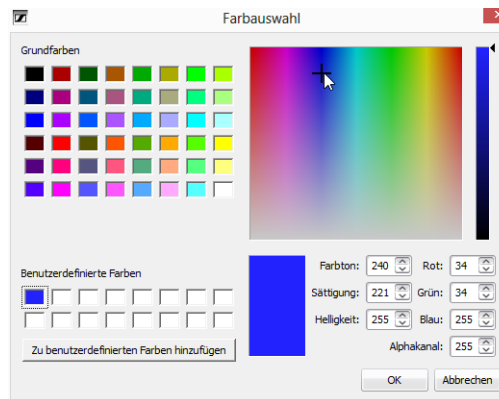 Farbauswahl
Grundfarben
Benutzerdefinierte Farben
Zu benutzerdefinierten Farben hinzufügen
Farbton: 240 Rot: 34
Sättigung: 221 Grün: 34
Helligkeit: 255 Blau: 255
Alphakanal: 255
OK Abbrechen